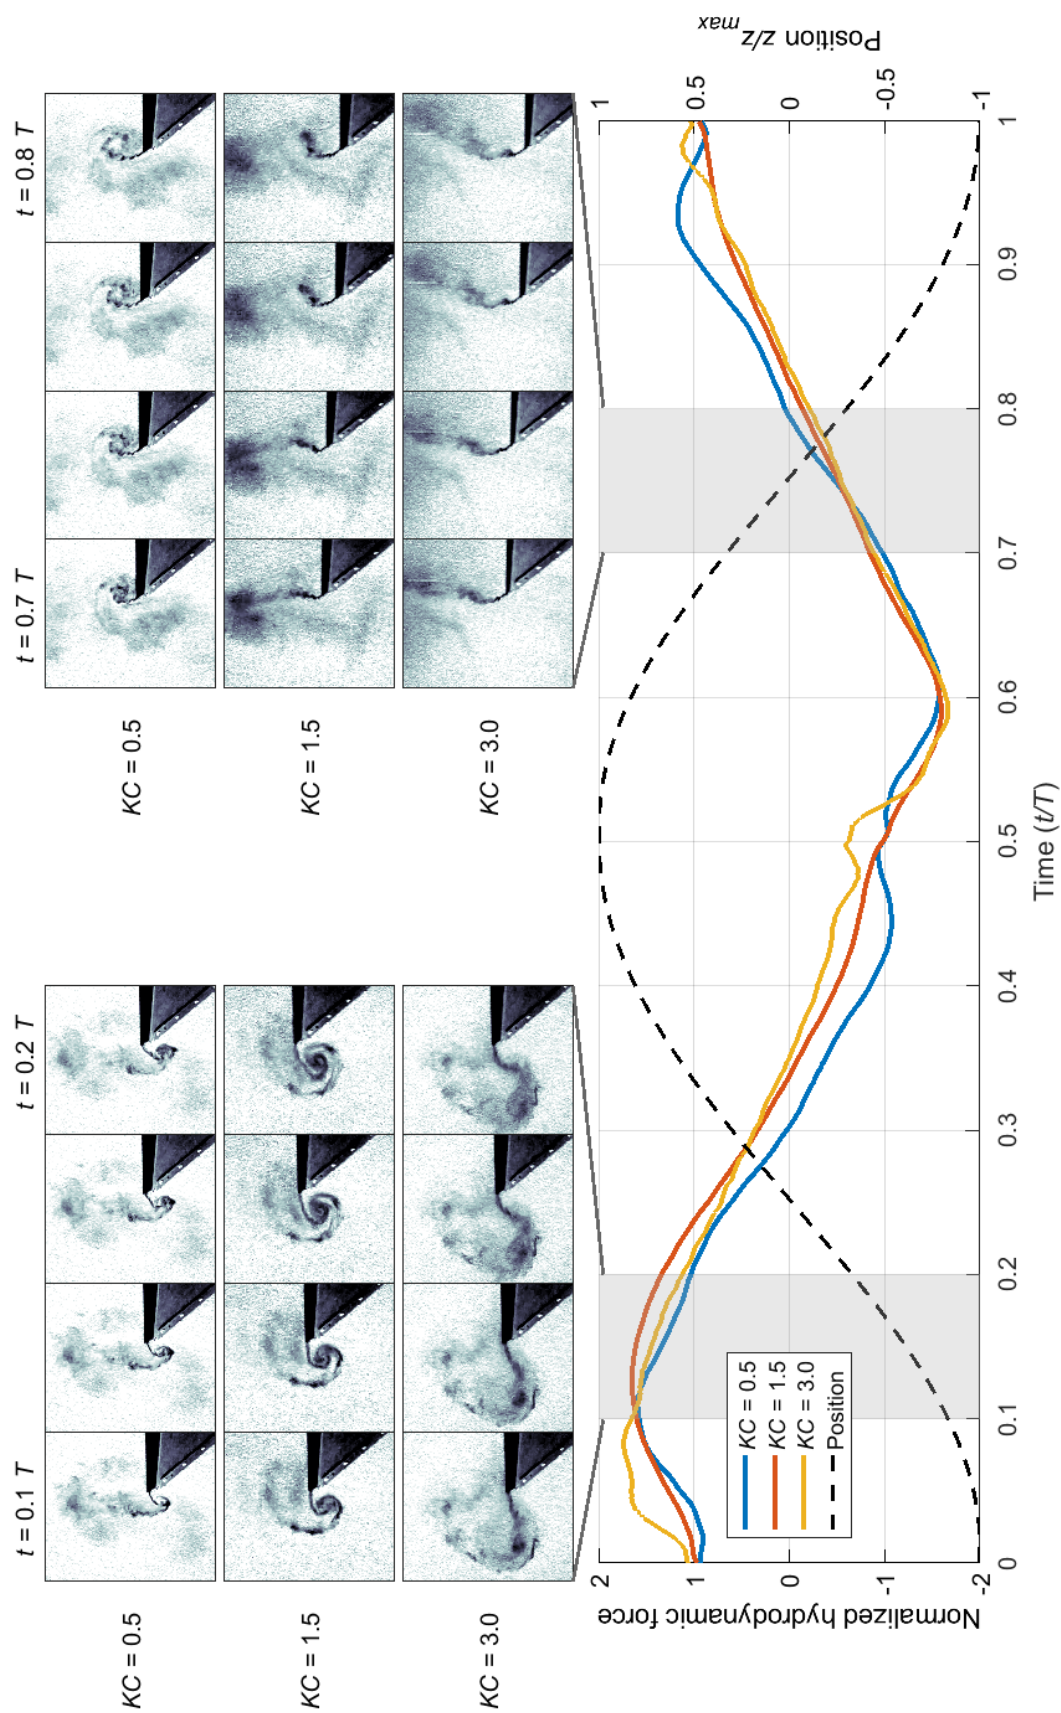 t = 0.1 T
t = 0.2 T
t = 0.7 T
t = 0.8 T
KC = 0.5
KC = 0.5
KC = 1.5
KC = 1.5
KC = 3.0
KC = 3.0
Normalized hydrodynamic force
2
1
0
-1
-2
KC = 0.5
KC = 1.5
KC = 3.0
Position
1
0.5
0
-0.5
-1
Position z/zmax
0
0.1
0.2
0.3
0.4
0.5
0.6
0.7
0.8
0.9
1
Time (t/T)